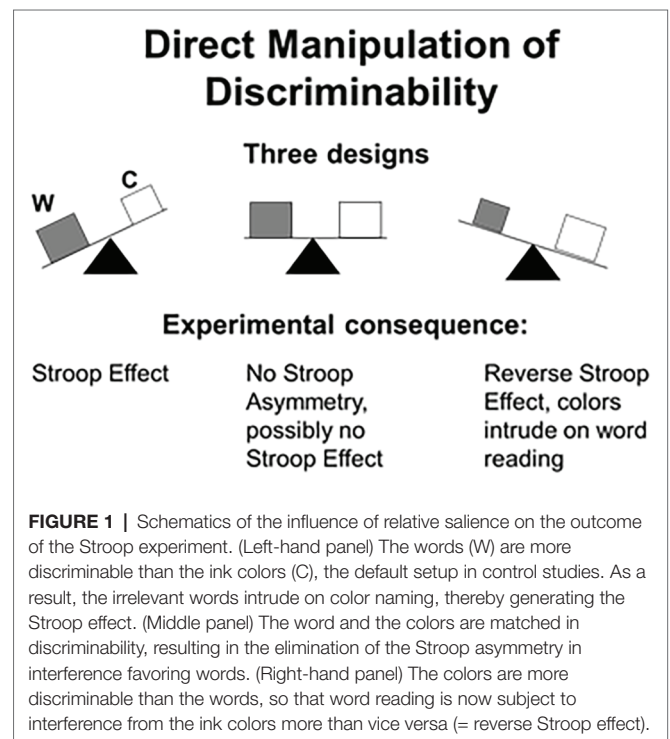 Direct Manipulation of
Discriminability
Three designs
W C
Experimental consequence:
Stroop Effect
No Stroop
Asymmetry,
possibly no
Stroop Effect
Reverse Stroop
Effect, colors
intrude on word
reading
FIGURE 1 | Schematics of the influence of relative salience on the outcome
of the Stroop experiment. (Left-hand panel) The words (W) are more
discriminable than the ink colors (C), the default setup in control studies. As a
result, the irrelevant words intrude on color naming, thereby generating the
Stroop effect. (Middle panel) The word and the colors are matched in
discriminability, resulting in the elimination of the Stroop asymmetry in
interference favoring words. (Right-hand panel) The colors are more
discriminable than the words, so that word reading is now subject to
interference from the ink colors more than vice versa (= reverse Stroop effect).